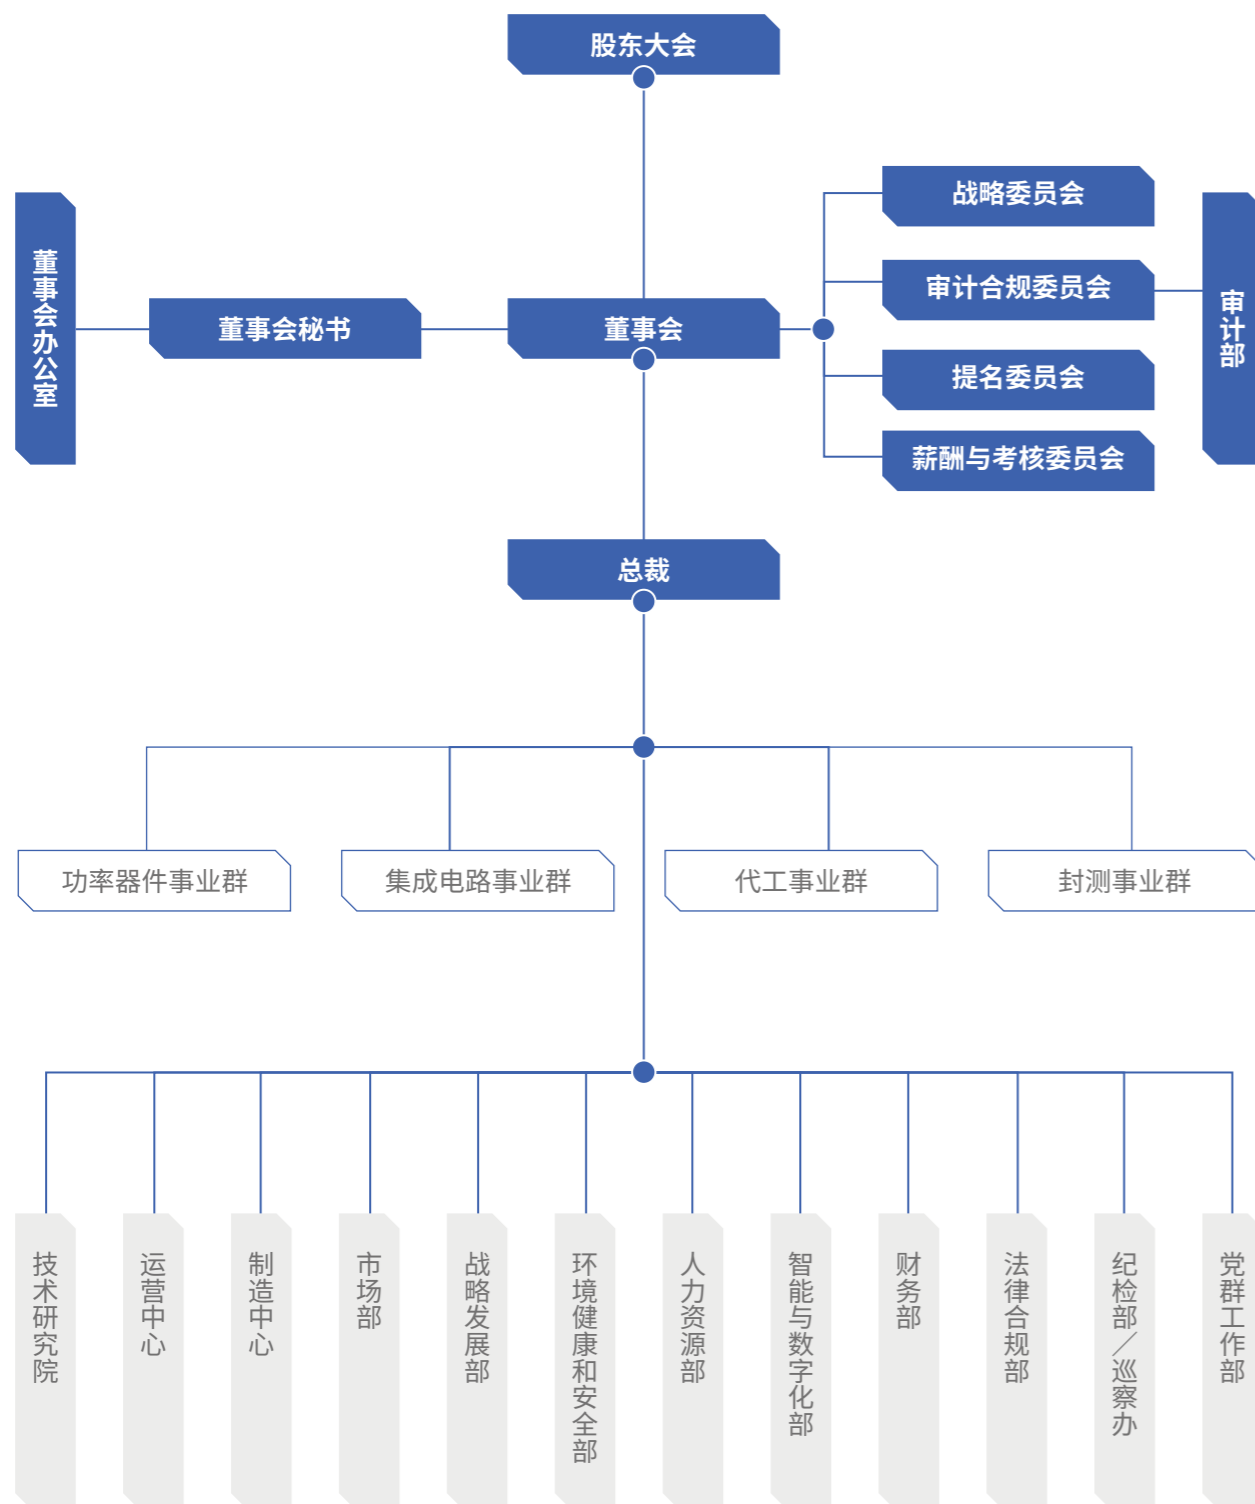 股东大会
董事会办公室
董事会秘书
董事会
战略委员会
审计合规委员会
提名委员会
薪酬与考核委员会
审计部
总裁
功率器件事业群
集成电路事业群
代工事业群
封测事业群
技术研究院
运营中心
制造中心
市场部
战略发展部
环境健康和安全部
人力资源部
智能与数字化部
财务部
法律合规部
纪检部／巡察办
党群工作部